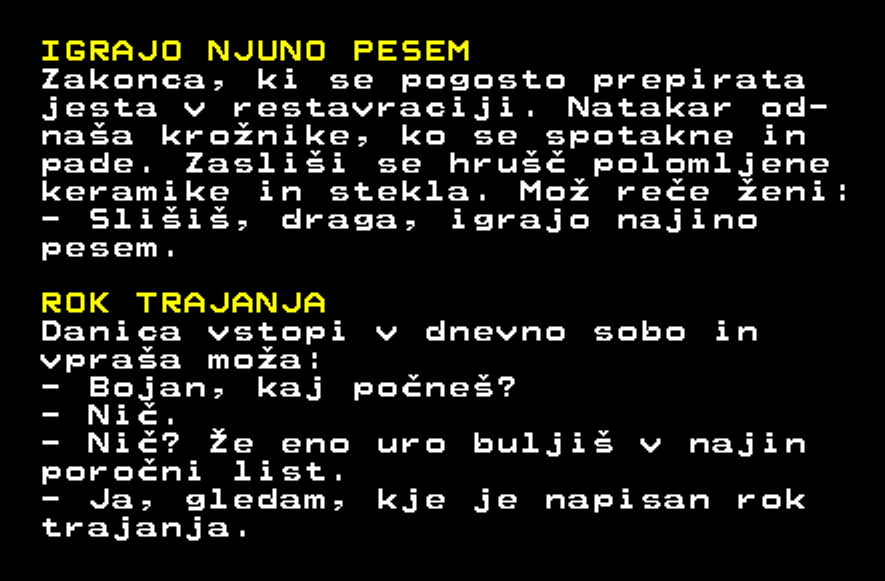 IGRAJO NJUNO PESEM
Zakonca, ki se pogosto prepirata
jesta v restavraciji. Natakar od-
naša krožnike, ko se spotakne in
pade. Zasliši se hrušč polomljene
keramike in stekla. Mož reče ženi:
- Slišiš, draga, igrajo najino
pesem.
ROK TRAJANJA
Danica vstopi v dnevno sobo in
vpraša moža:
- Bojan, kaj počneš?
- Nič.
- Nič? Že eno uro buljiš v najin
poročni list.
- Ja, gledam, kje je napisan rok
trajanja.